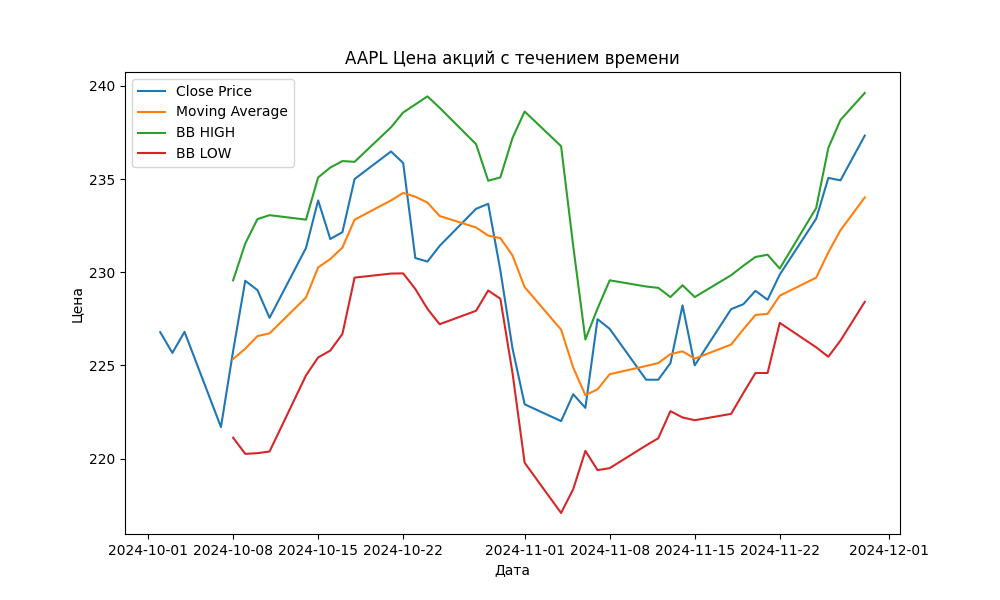 AAPL Цена акций с течением времени
Close Price
Moving Average
BB HIGH
BB LOW
240
235
230
225
220
Цена
2024-10-01 2024-10-08 2024-10-15 2024-10-22 2024-11-01 2024-11-08 2024-11-15 2024-11-22 2024-12-01
Дата